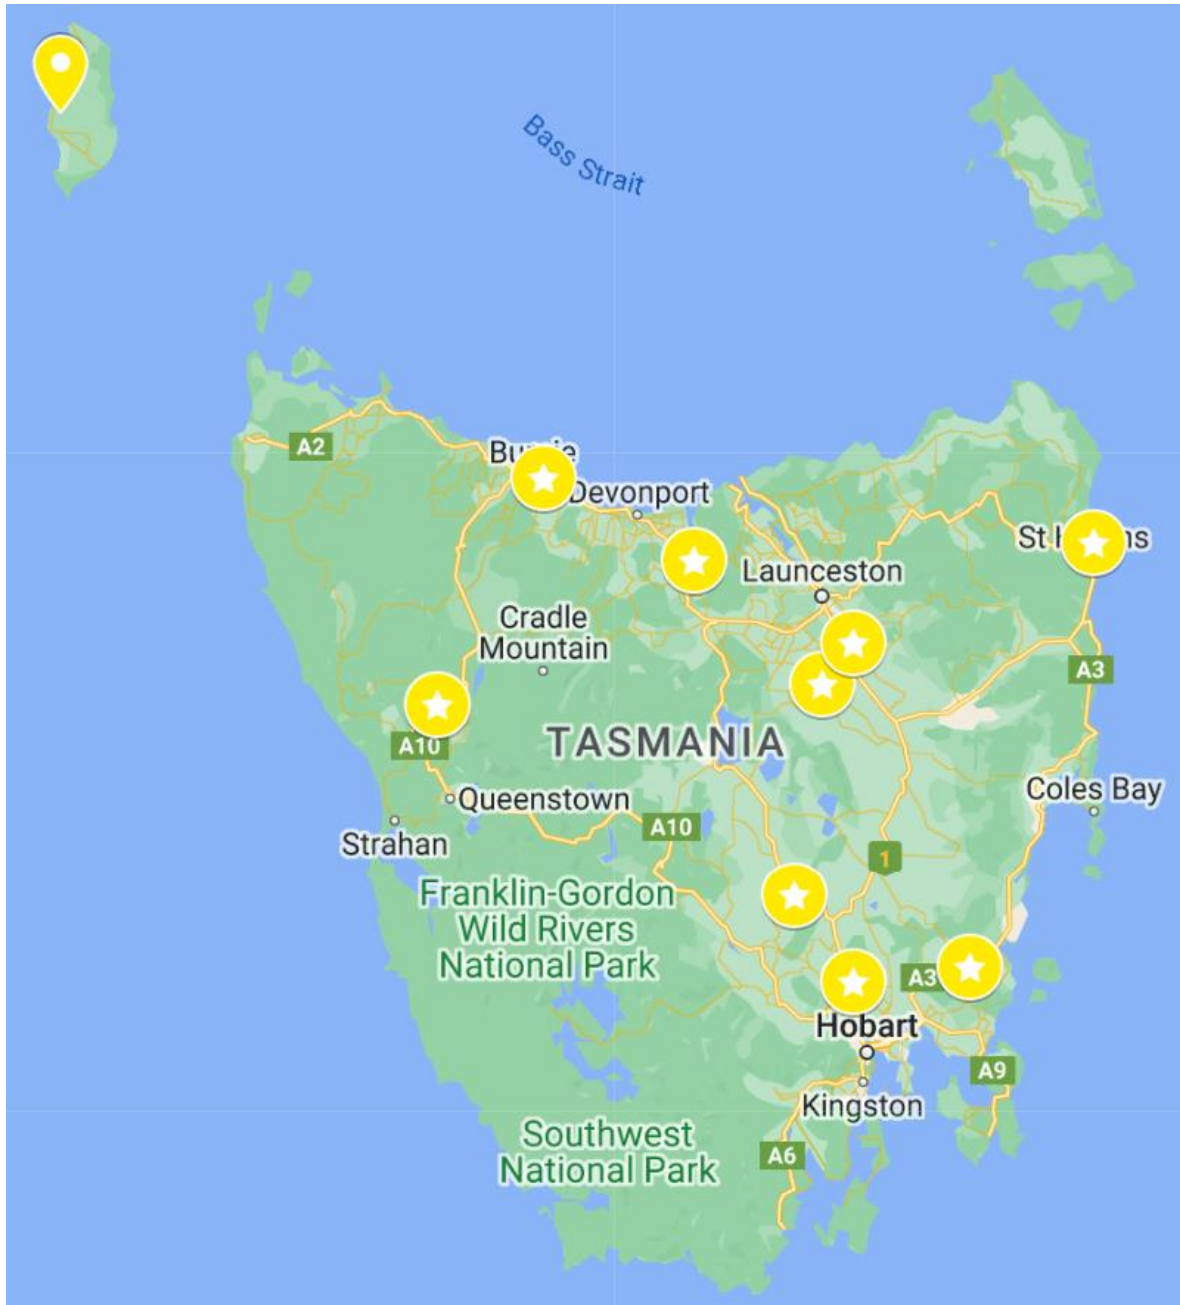 Bass Strait
A2
Devonport
Launceston
Cradle
Mountain
A3
A10
TASMANIA
Coles Bay
Queenstown
A10
Strahan
1
Franklin-Gordon
Wild Rivers
National Park
A3
Hobart
A9
Kingston
Southwest
National Park
A6